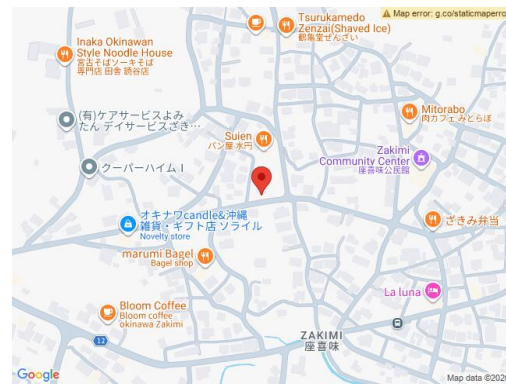 Tsurukamedo
Zenzai(Shaved Ice)
鶴亀堂ぜんざい
Map error: g.co/staticmaperro
Inaka Okinawan
Style Noodle House
宮古そばソーキそば
専門店 田舎 読谷店
(有)ケアサービスよみ
たん デイサービスざき…
Suien
パン屋 水円
Mitorabo
肉カフェ みとらぼ
Zakimi
Community Center
座喜味公民館
クーパーハイム I
オキナワcandle&沖縄
雑貨・ギフト店 ソライル
Novelty store
ざきみ弁当
marumi Bagel
Bagel shop
La luna
Bloom Coffee
Bloom coffee
okinawa Zakimi
12
ZAKIMI
座喜味
Google
Map data ©2026